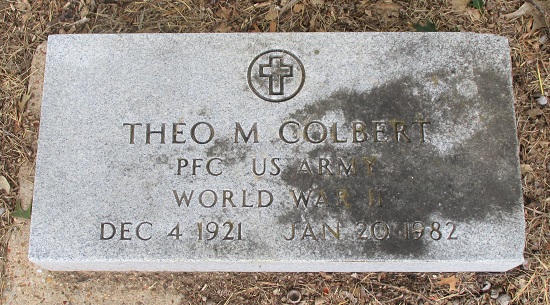 THEO M COLBERT
PFC US ARMY
WORLD WAR II
DEC 4 1921 JAN 20 1982